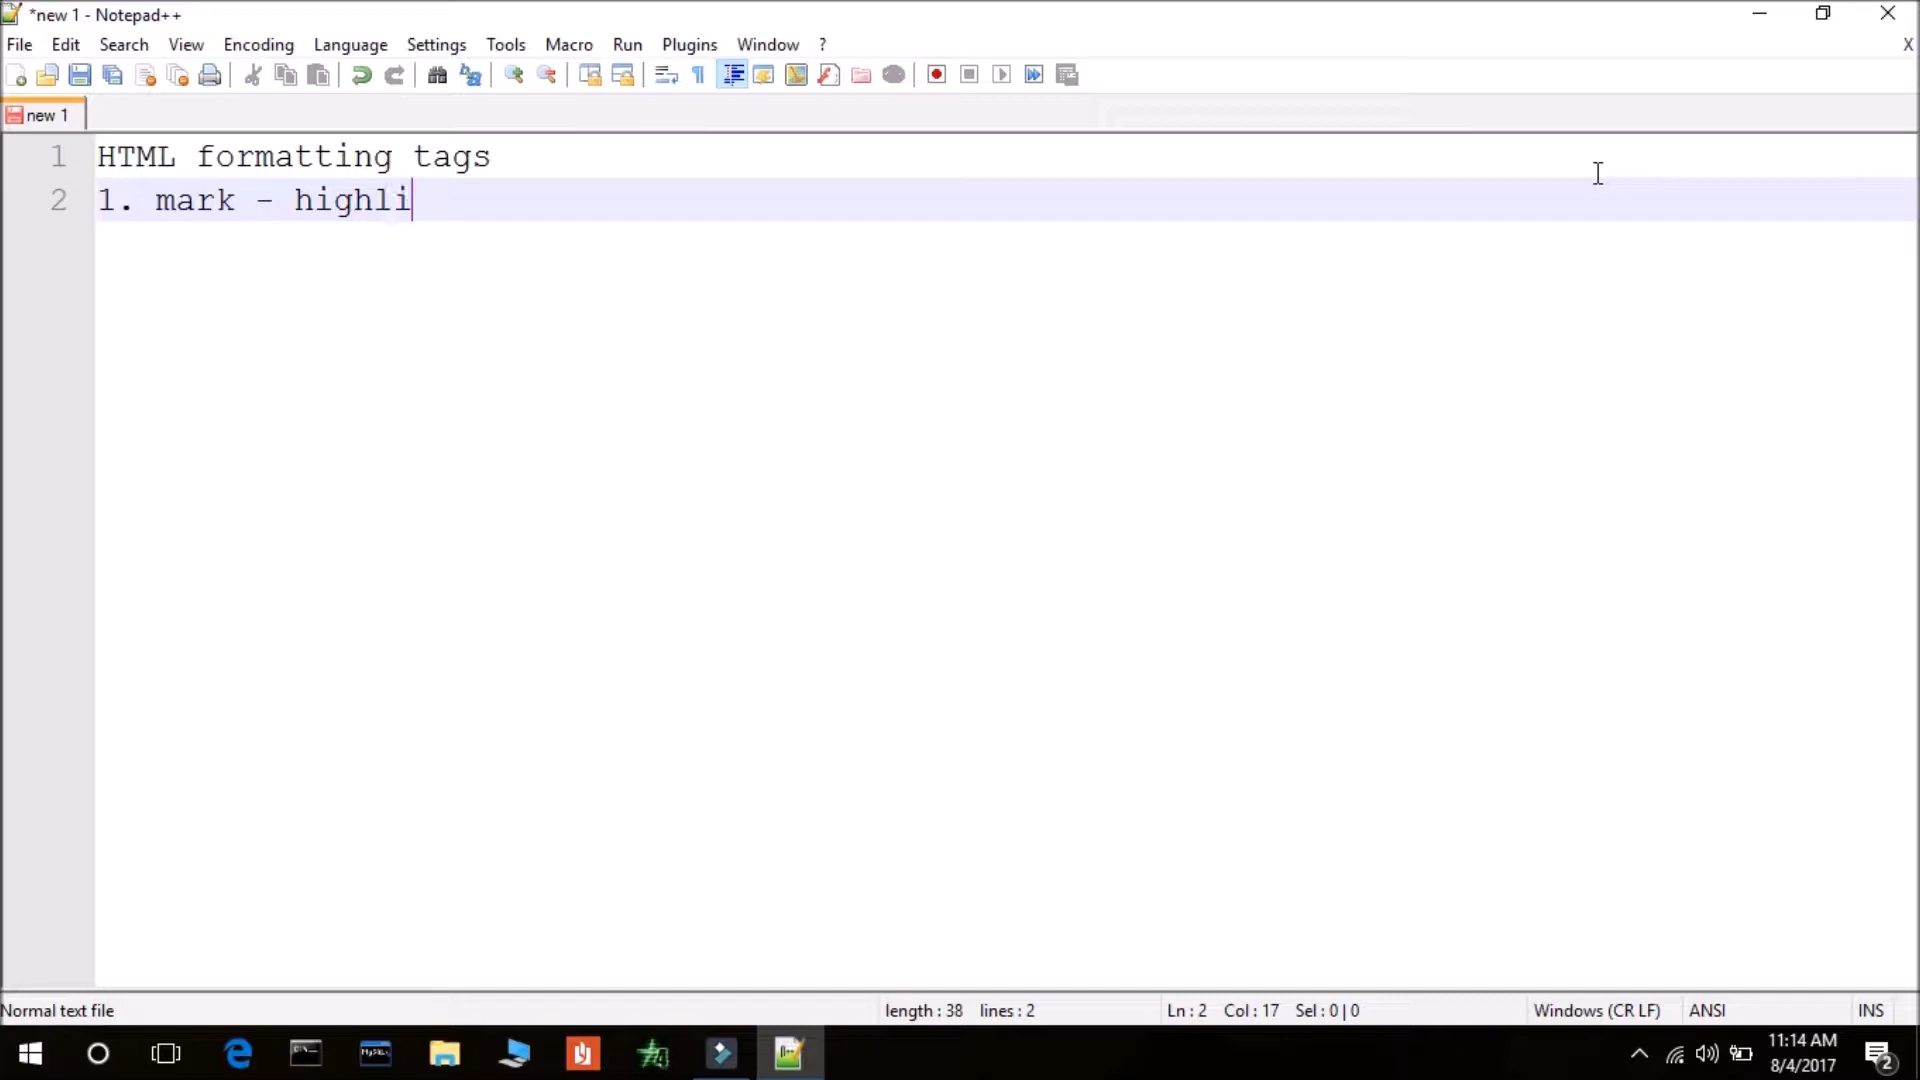 *new 1 - Notepad++
File Edit Search View Encoding Language Settings Tools Macro Run Plugins Window ? X
new 1
1 HTML formatting tags
2 1. mark - highli
Normal text file length : 38 lines : 2 Ln : 2 Col : 17 Sel : 0 | 0 Windows (CR LF) ANSI INS
11:14 AM
8/4/2017
2